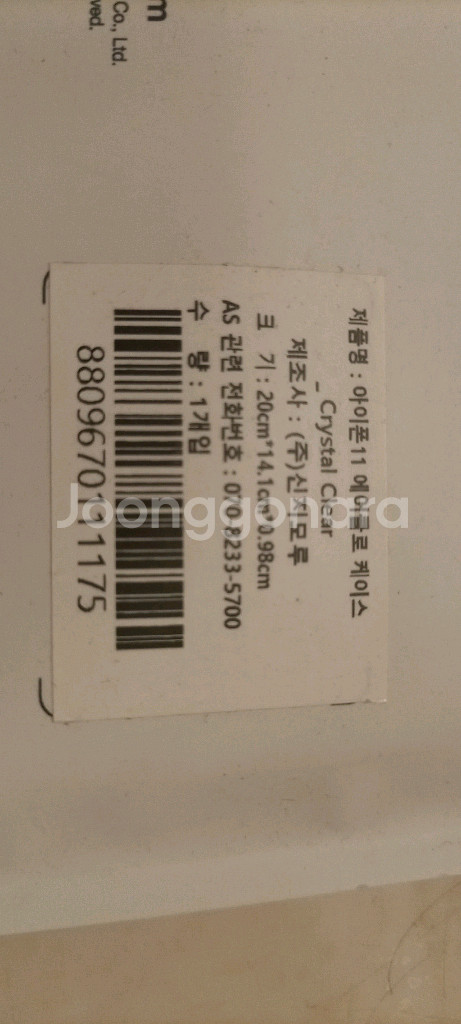 m
Co., Ltd.
ved.
제품명 : 아이폰11 에어클로 케이스
_ Crystal Clear
제조사 : (주)신지모루
크 기 : 20cm*14.1cm*0.98cm
AS 관련 전화번호 : 070-8233-5700
수 량 : 1개입
8809670111175
Joonggonara